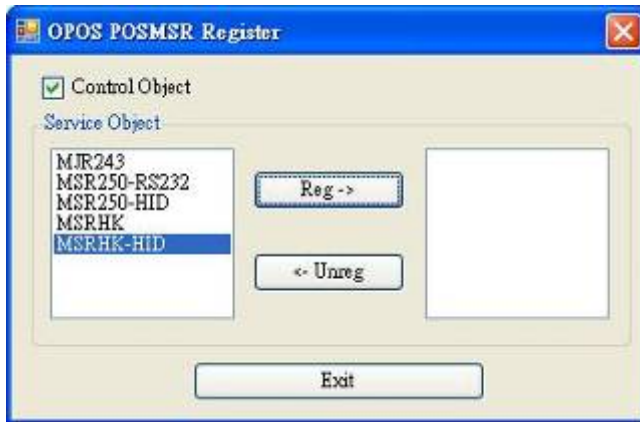 OPOS POSMSR Register
Control Object
Service Object
MJR243
MSR250-RS232
MSR250-HID
MSRHK
MSRHK-HID
Reg ->
<- Unreg
Exit